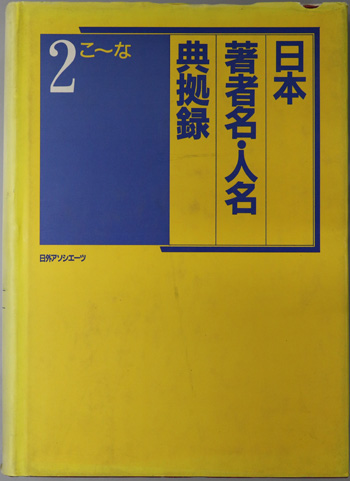 日本
著者名・人名
典拠録
2
こ〜な
日外アソシエーツ